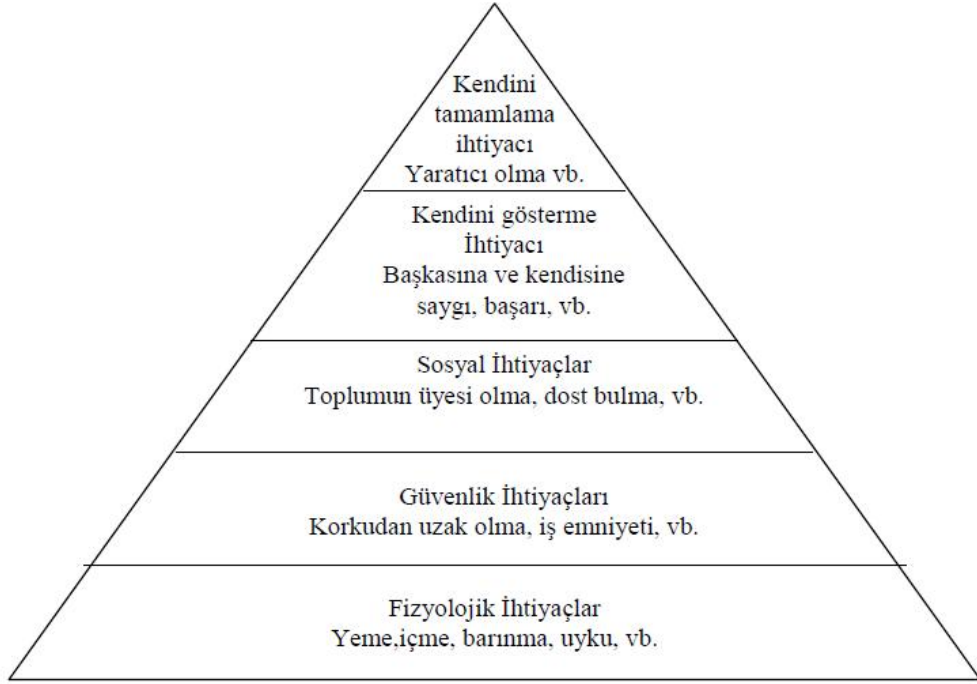 Kendini
tamamlama
ihtiyacı
Yaratıcı olma vb.
Kendini gösterme
İhtiyacı
Başkasına ve kendisine
saygı, başarı, vb.
Sosyal İhtiyaçlar
Toplumun üyesi olma, dost bulma, vb.
Güvenlik İhtiyaçları
Korkudan uzak olma, iş emniyeti, vb.
Fizyolojik İhtiyaçlar
Yeme,içme, barınma, uyku, vb.